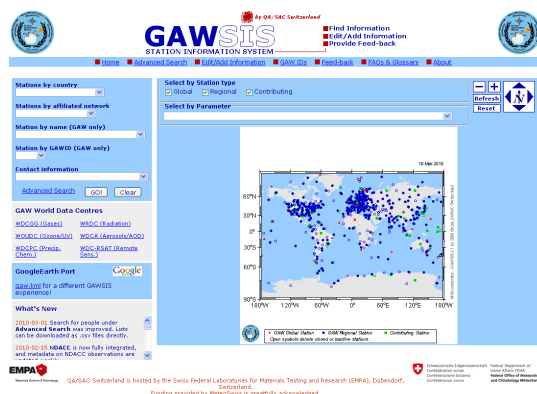 by QA/SAC Switzerland
GAWSIS
STATION INFORMATION SYSTEM
Find Information
Edit/Add Information
Provide Feed-back
Home Advanced Search Edit/Add Information GAW IDs Feed-back FAQs & Glossary About
Stations by country
Stations by affiliated network
Station by name (GAW only)
Station by GAWID (GAW only)
Contact information
Advanced Search GO! Clear
GAW World Data Centres
WDCGG (Gases) WRDC (Radiation)
WOUDC (Ozone/UV) WDCA (Aerosols/AOD)
WDCPC (Precip. Chem.) WDC-RSAT (Remote Sens.)
GoogleEarth Port Google
gaw.kml for a different GAWSIS
experience!
What's New
2010-03-01 Search for people under
Advanced Search was improved. Lists
can be downloaded as .csv files directly.
2010-02-15 NDACC is now fully integrated,
and metadata on NDACC observations are
updated weekly
Select by Station type
Global Regional Contributing
Select by Parameter
Refresh
Reset
N
18-Mar-2010
60°N
30°N
0°
30°S
60°S
90°S
180°W 120°W 60°W 0° 60°E 120°E 180°W
GAW Global Station GAW Regional Station Contributing Station
Open symbols denote closed or inactive stations.
EMPA
Materials Science & Technology
QA/SAC Switzerland is hosted by the Swiss Federal Laboratories for Materials Testing and Research (EMPA), Dübendorf,
Switzerland.
Funding provided by MeteoSwiss is gratefully acknowledged.
Schweizerische Eidgenossenschaft
Confédération suisse
Confederazione Svizzera
Confederaziun svizra
Federal Department of
Home Affairs FDHA
Federal Office of Meteorology
and Climatology MeteoSwiss